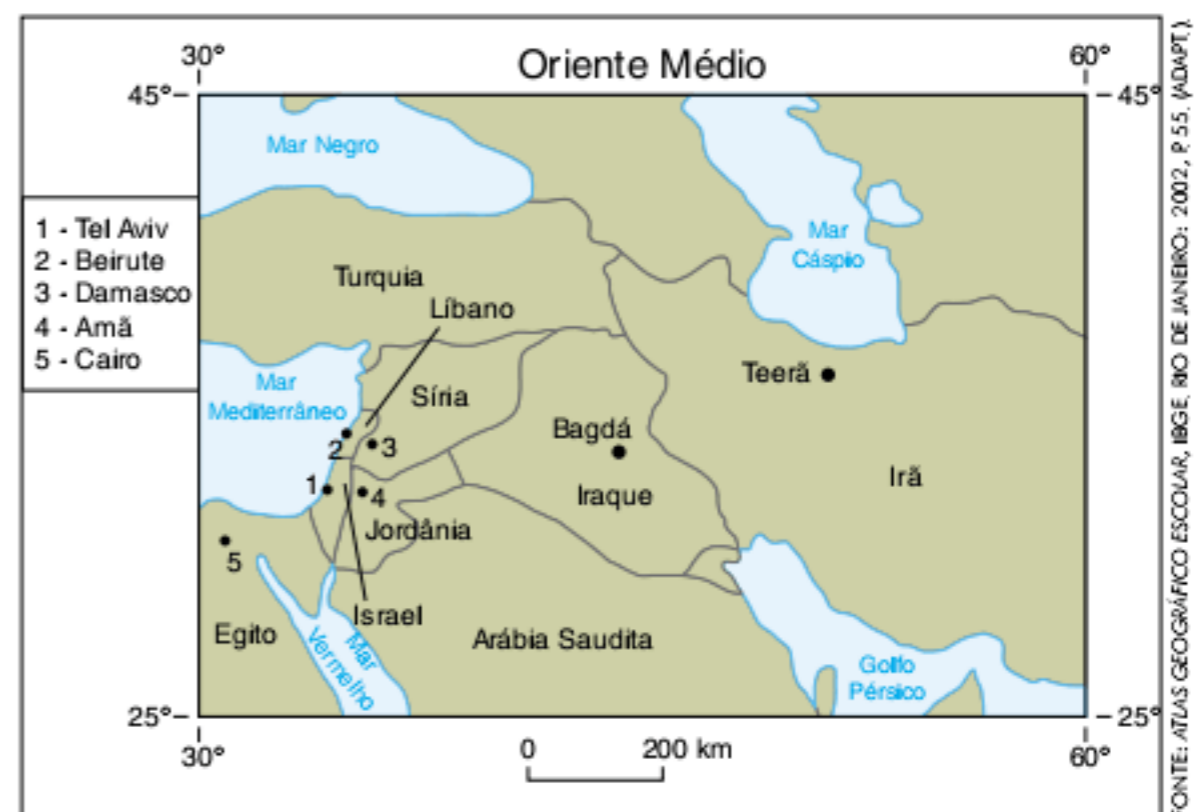 Oriente Médio
30°
60°
45°
45°
Mar Negro
1 - Tel Aviv
2 - Beirute
3 - Damasco
4 - Amã
5 - Cairo
Mar
Cáspio
Turquia
Líbano
Mar
Mediterrâneo
Síria
Teerã
Bagdá
2
3
Iraque
Irã
1
4
Jordânia
5
Israel
Egito
Arábia Saudita
Mar
Vermelho
Golfo
Pérsico
25°
25°
30°
60°
0
200 km
FONTE: ATLAS GEOGRÁFICO ESCOLAR, IBGE, RIO DE JANEIRO: 2002, P. 55. (ADAPT.).